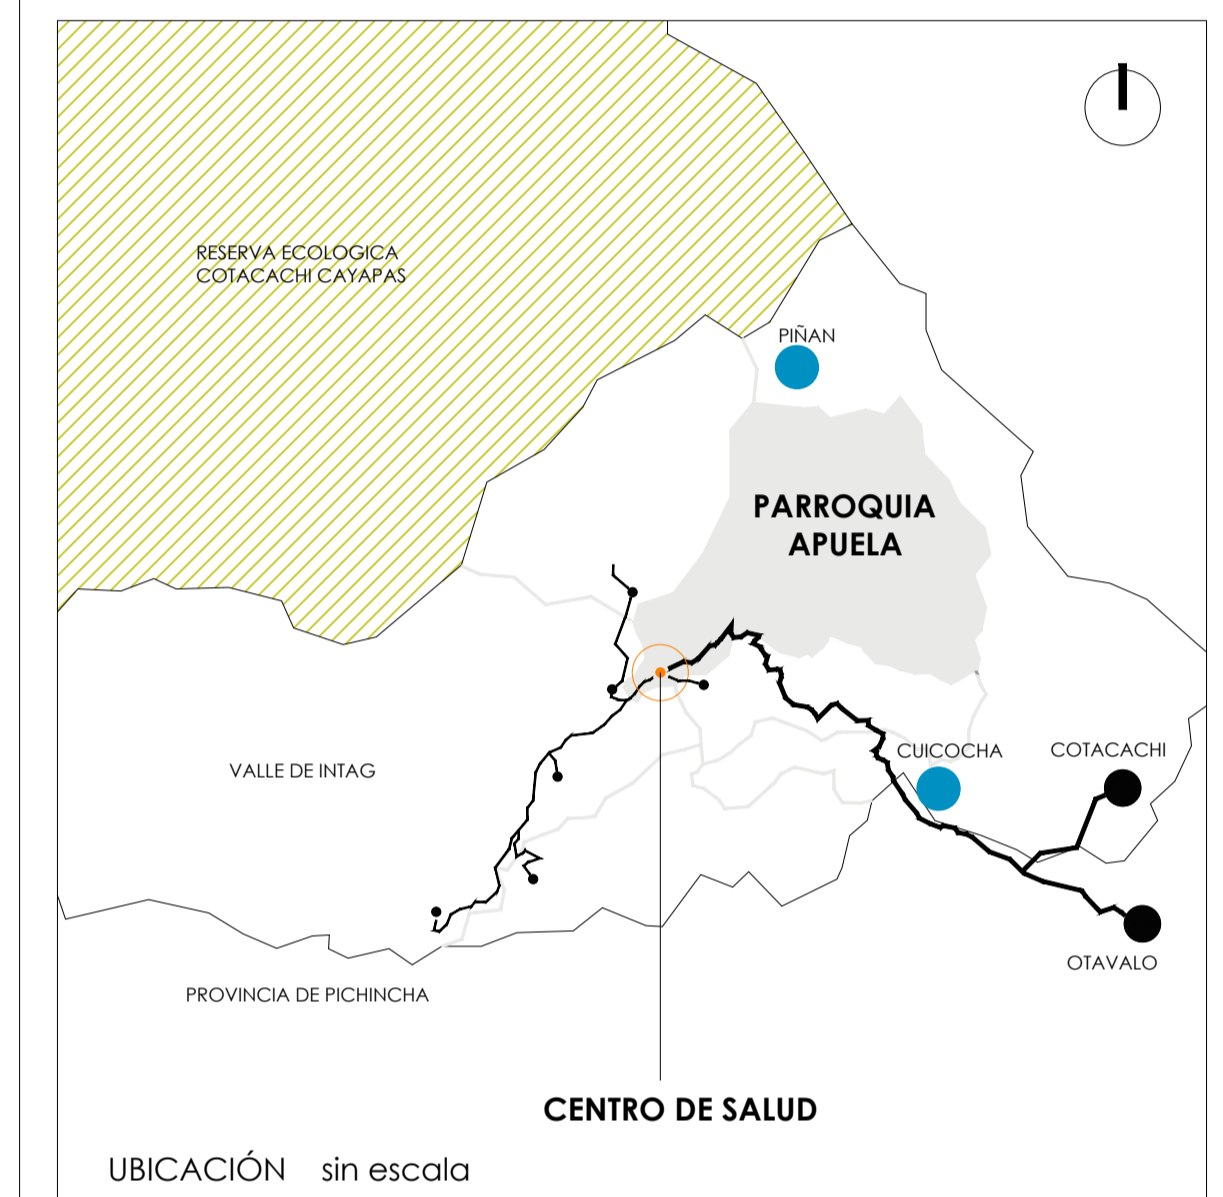 RESERVA ECOLOGICA
COTACACHI CAYAPAS
PIÑAN
PARROQUIA
APUELA
CUICOCHA
COTACACHI
VALLE DE INTAG
OTAVALO
PROVINCIA DE PICHINCHA
CENTRO DE SALUD
UBICACIÓN sin escala